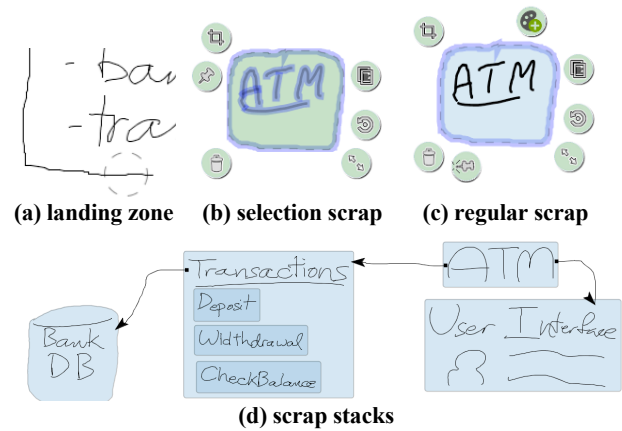 - ban
- tra
ATM
ATM
(a) landing zone (b) selection scrap (c) regular scrap
Transactions
ATM
Deposit
User Interface
Bank
Widthdrawal
DB
CheckBalance
(d) scrap stacks